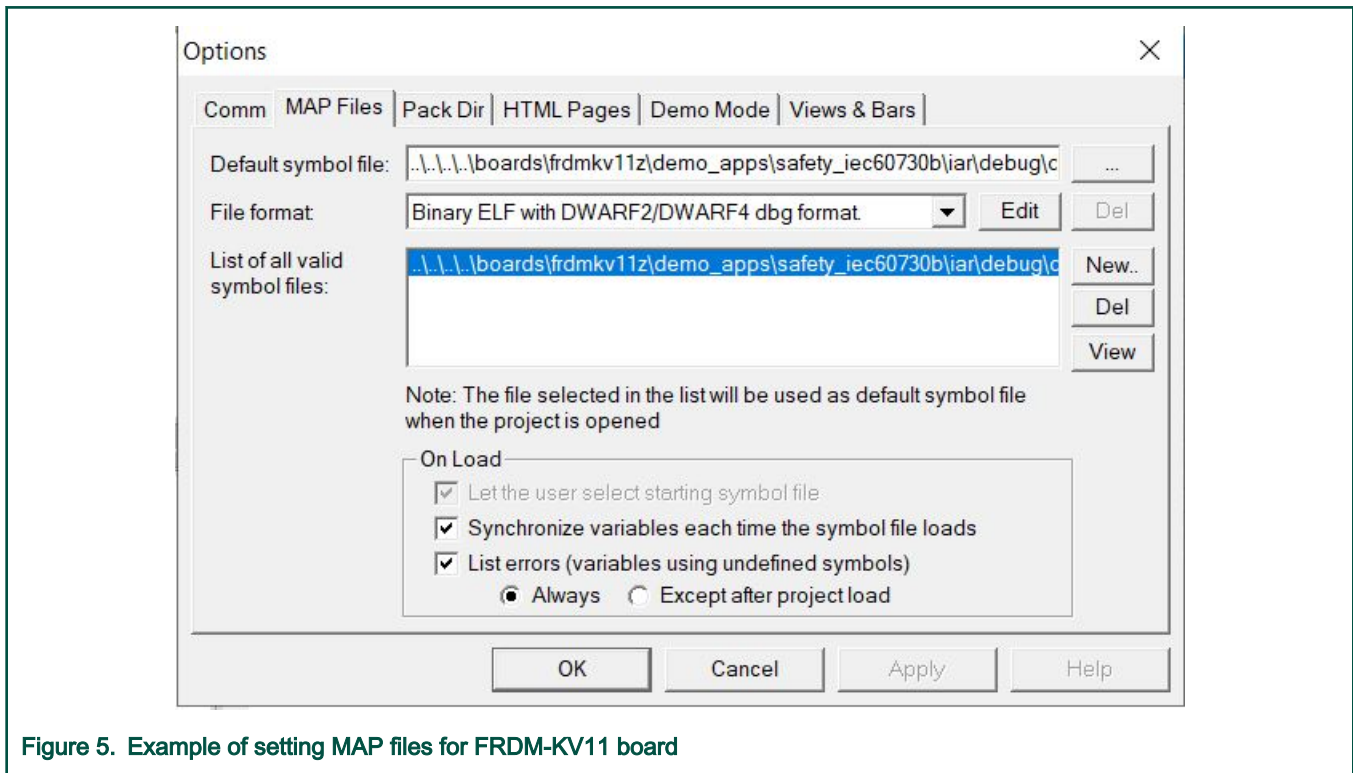 Options
Comm MAP Files Pack Dir HTML Pages Demo Mode Views & Bars
Default symbol file: ..\..\..\..\boards\frdmkv11z\demo_apps\safety_iec60730b\iar\debug\c ...
File format: Binary ELF with DWARF2/DWARF4 dbg format. Edit Del
List of all valid
symbol files:
..\..\..\..\boards\frdmkv11z\demo_apps\safety_iec60730b\iar\debug\c New..
Del
View
Note: The file selected in the list will be used as default symbol file
when the project is opened
On Load
Let the user select starting symbol file
Synchronize variables each time the symbol file loads
List errors (variables using undefined symbols)
Always Except after project load
OK Cancel Apply Help
Figure 5. Example of setting MAP files for FRDM-KV11 board